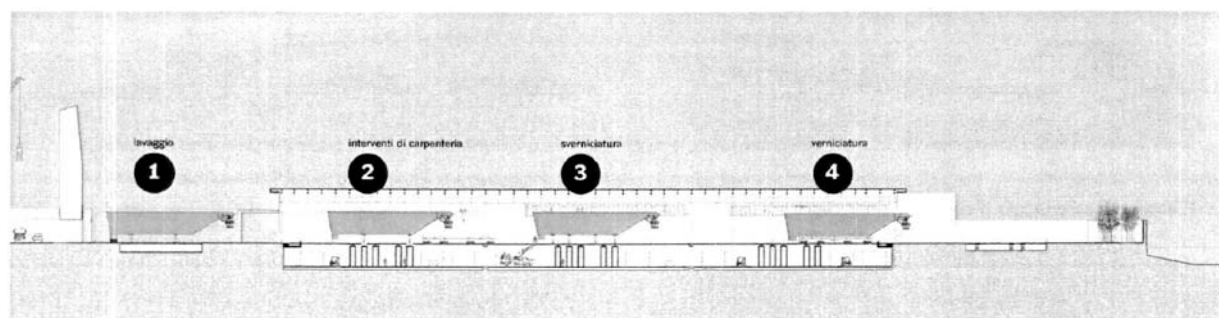 lavaggio
1
interventi di carpenteria
2
sverniciatura
3
verniciatura
4